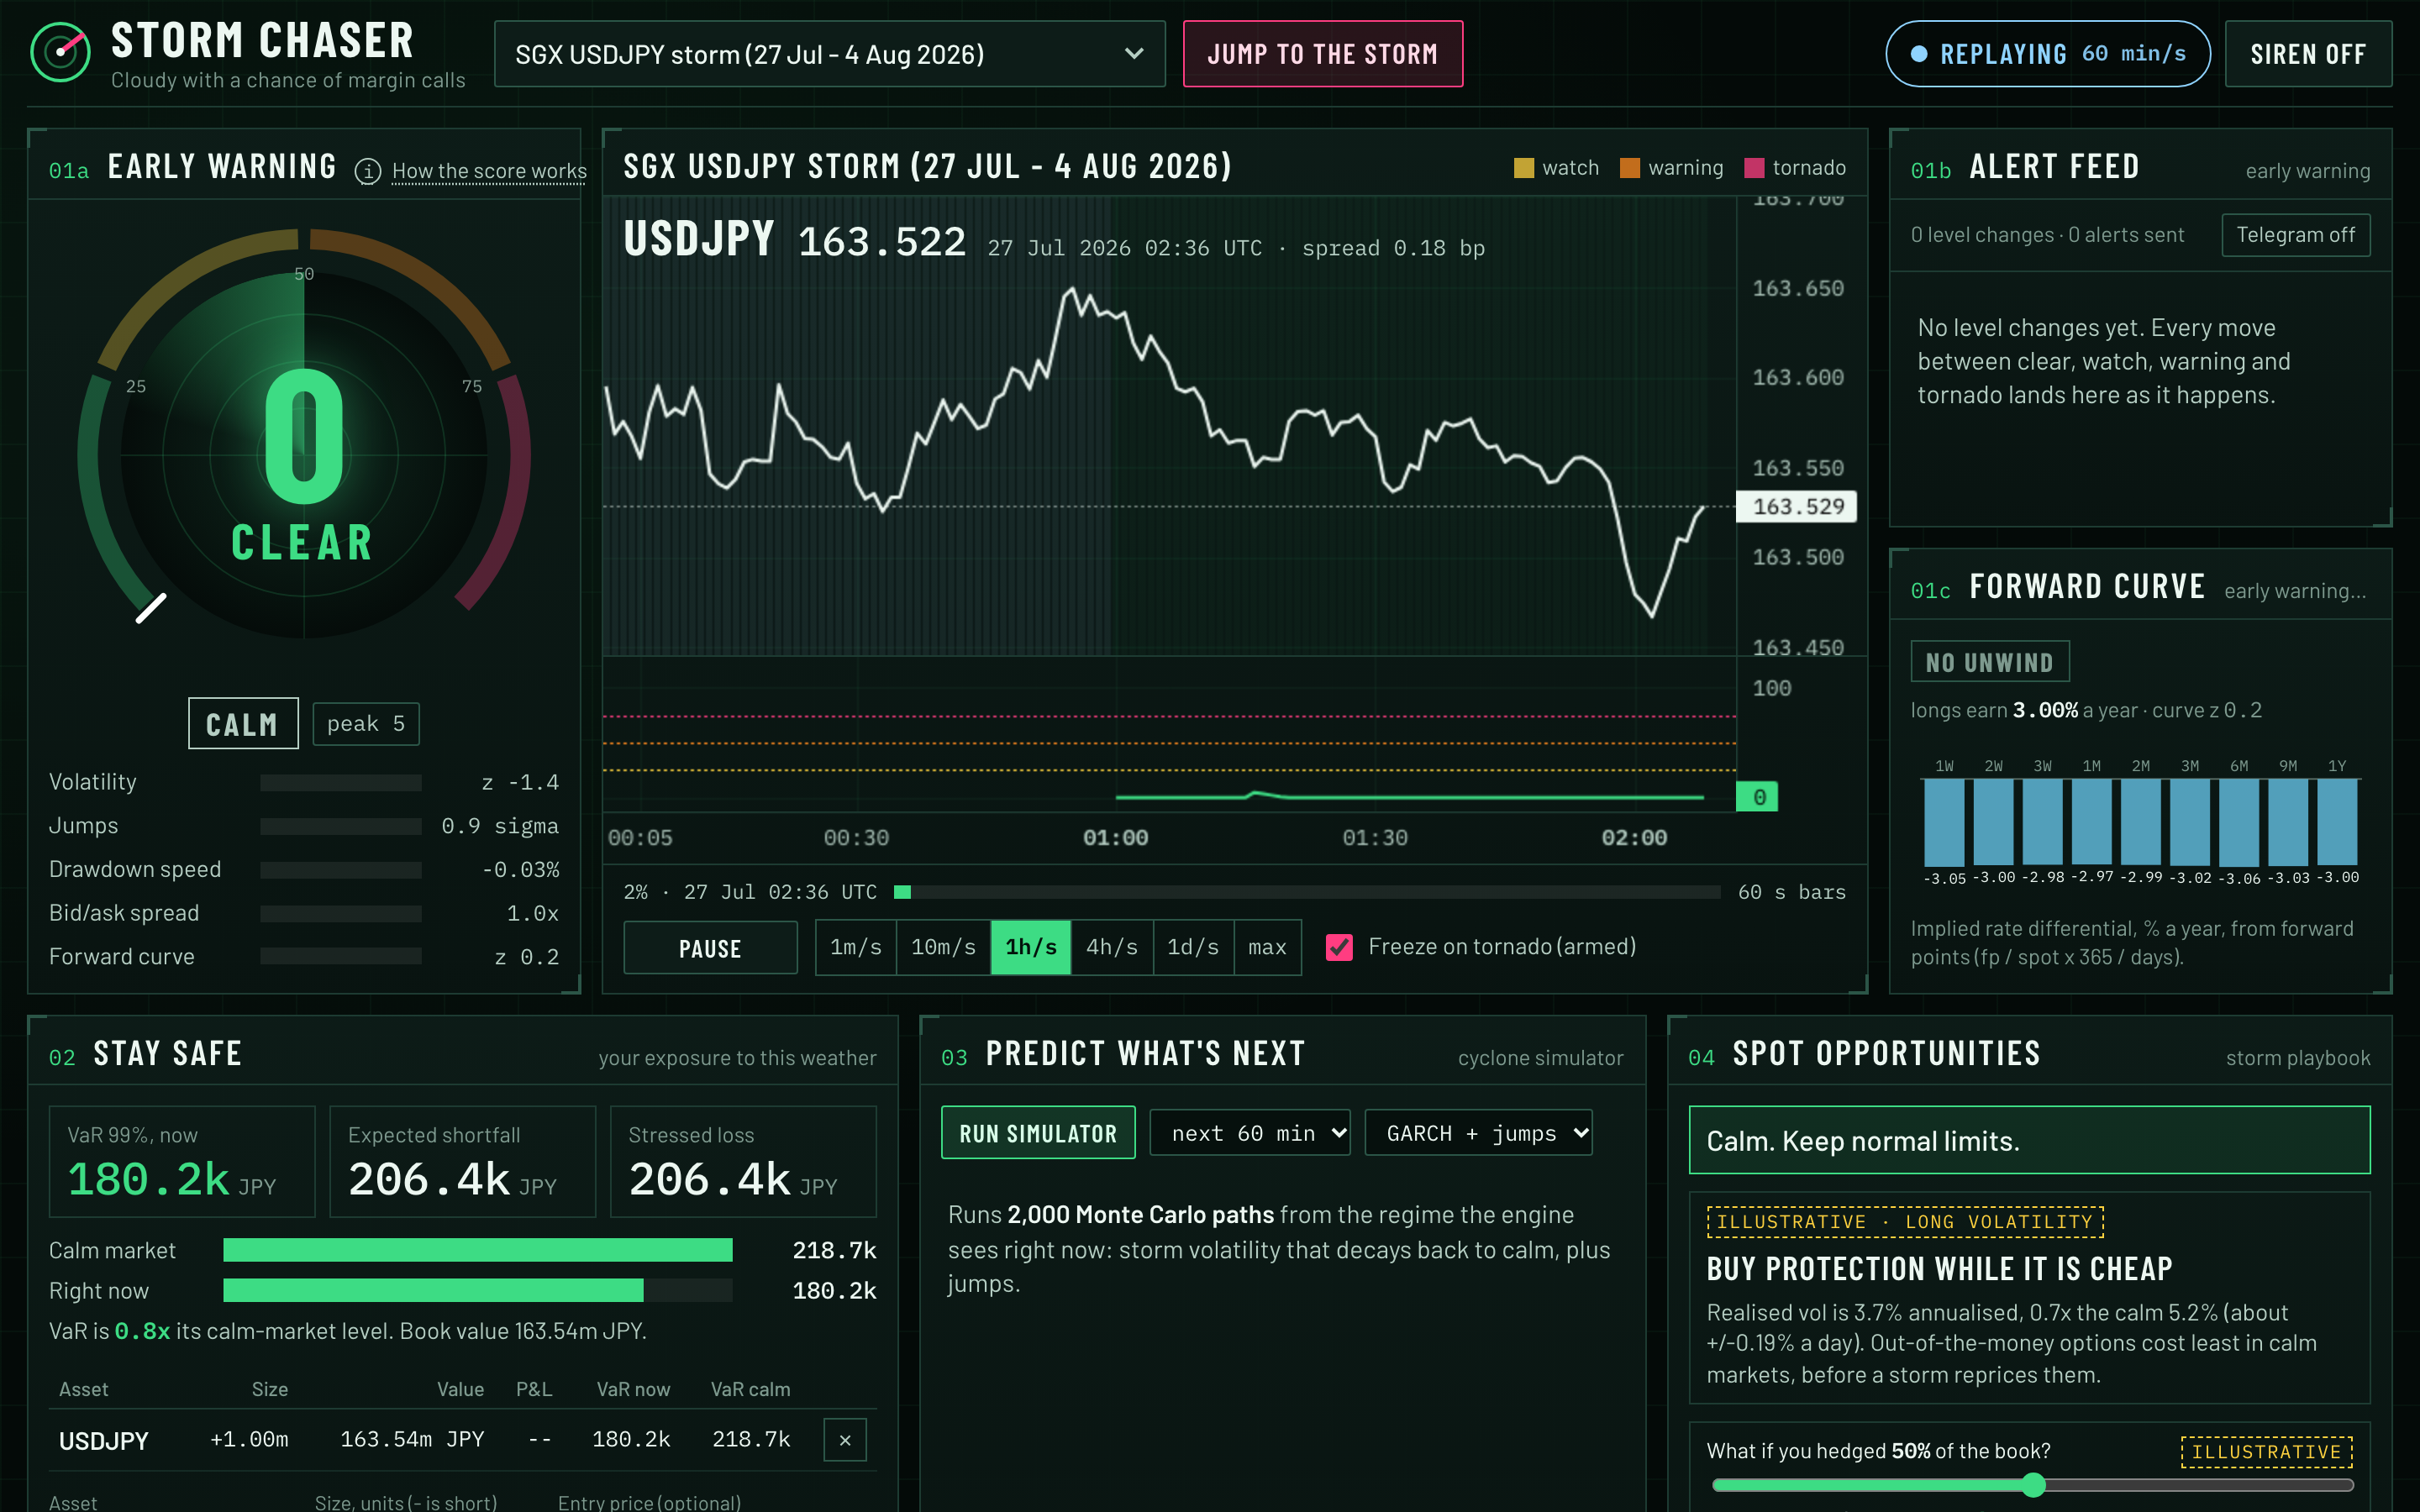 STORM CHASER
Cloudy with a chance of margin calls
SGX USDJPY storm (27 Jul - 4 Aug 2026)
JUMP TO THE STORM
REPLAYING 60 min/s
SIREN OFF
01a EARLY WARNING i How the score works
50
25
75
0
CLEAR
CALM
peak 5
Volatility z -1.4
Jumps 0.9 sigma
Drawdown speed -0.03%
Bid/ask spread 1.0x
Forward curve z 0.2
SGX USDJPY STORM (27 JUL - 4 AUG 2026)
watch warning tornado
USDJPY 163.522 27 Jul 2026 02:36 UTC · spread 0.18 bp
163.700
163.650
163.600
163.550
163.529
163.500
163.450
100
0
00:05 00:30 01:00 01:30 02:00
2% · 27 Jul 02:36 UTC 60 s bars
PAUSE 1m/s 10m/s 1h/s 4h/s 1d/s max Freeze on tornado (armed)
01b ALERT FEED early warning
0 level changes · 0 alerts sent Telegram off
No level changes yet. Every move
between clear, watch, warning and
tornado lands here as it happens.
01c FORWARD CURVE early warning...
NO UNWIND
longs earn 3.00% a year · curve z 0.2
1W 2W 3W 1M 2M 3M 6M 9M 1Y
-3.05 -3.00 -2.98 -2.97 -2.99 -3.02 -3.06 -3.03 -3.00
Implied rate differential, % a year, from forward
points (fp / spot x 365 / days).
02 STAY SAFE your exposure to this weather
VaR 99%, now
180.2k JPY
Expected shortfall
206.4k JPY
Stressed loss
206.4k JPY
Calm market 218.7k
Right now 180.2k
VaR is 0.8x its calm-market level. Book value 163.54m JPY.
Asset Size Value P&L VaR now VaR calm
USDJPY +1.00m 163.54m JPY -- 180.2k 218.7k ×
Asset Size, units (- is short) Entry price (optional)
03 PREDICT WHAT'S NEXT cyclone simulator
RUN SIMULATOR next 60 min GARCH + jumps
Runs 2,000 Monte Carlo paths from the regime the engine
sees right now: storm volatility that decays back to calm, plus
jumps.
04 SPOT OPPORTUNITIES storm playbook
Calm. Keep normal limits.
ILLUSTRATIVE · LONG VOLATILITY
BUY PROTECTION WHILE IT IS CHEAP
Realised vol is 3.7% annualised, 0.7x the calm 5.2% (about
+/-0.19% a day). Out-of-the-money options cost least in calm
markets, before a storm reprices them.
What if you hedged 50% of the book? ILLUSTRATIVE